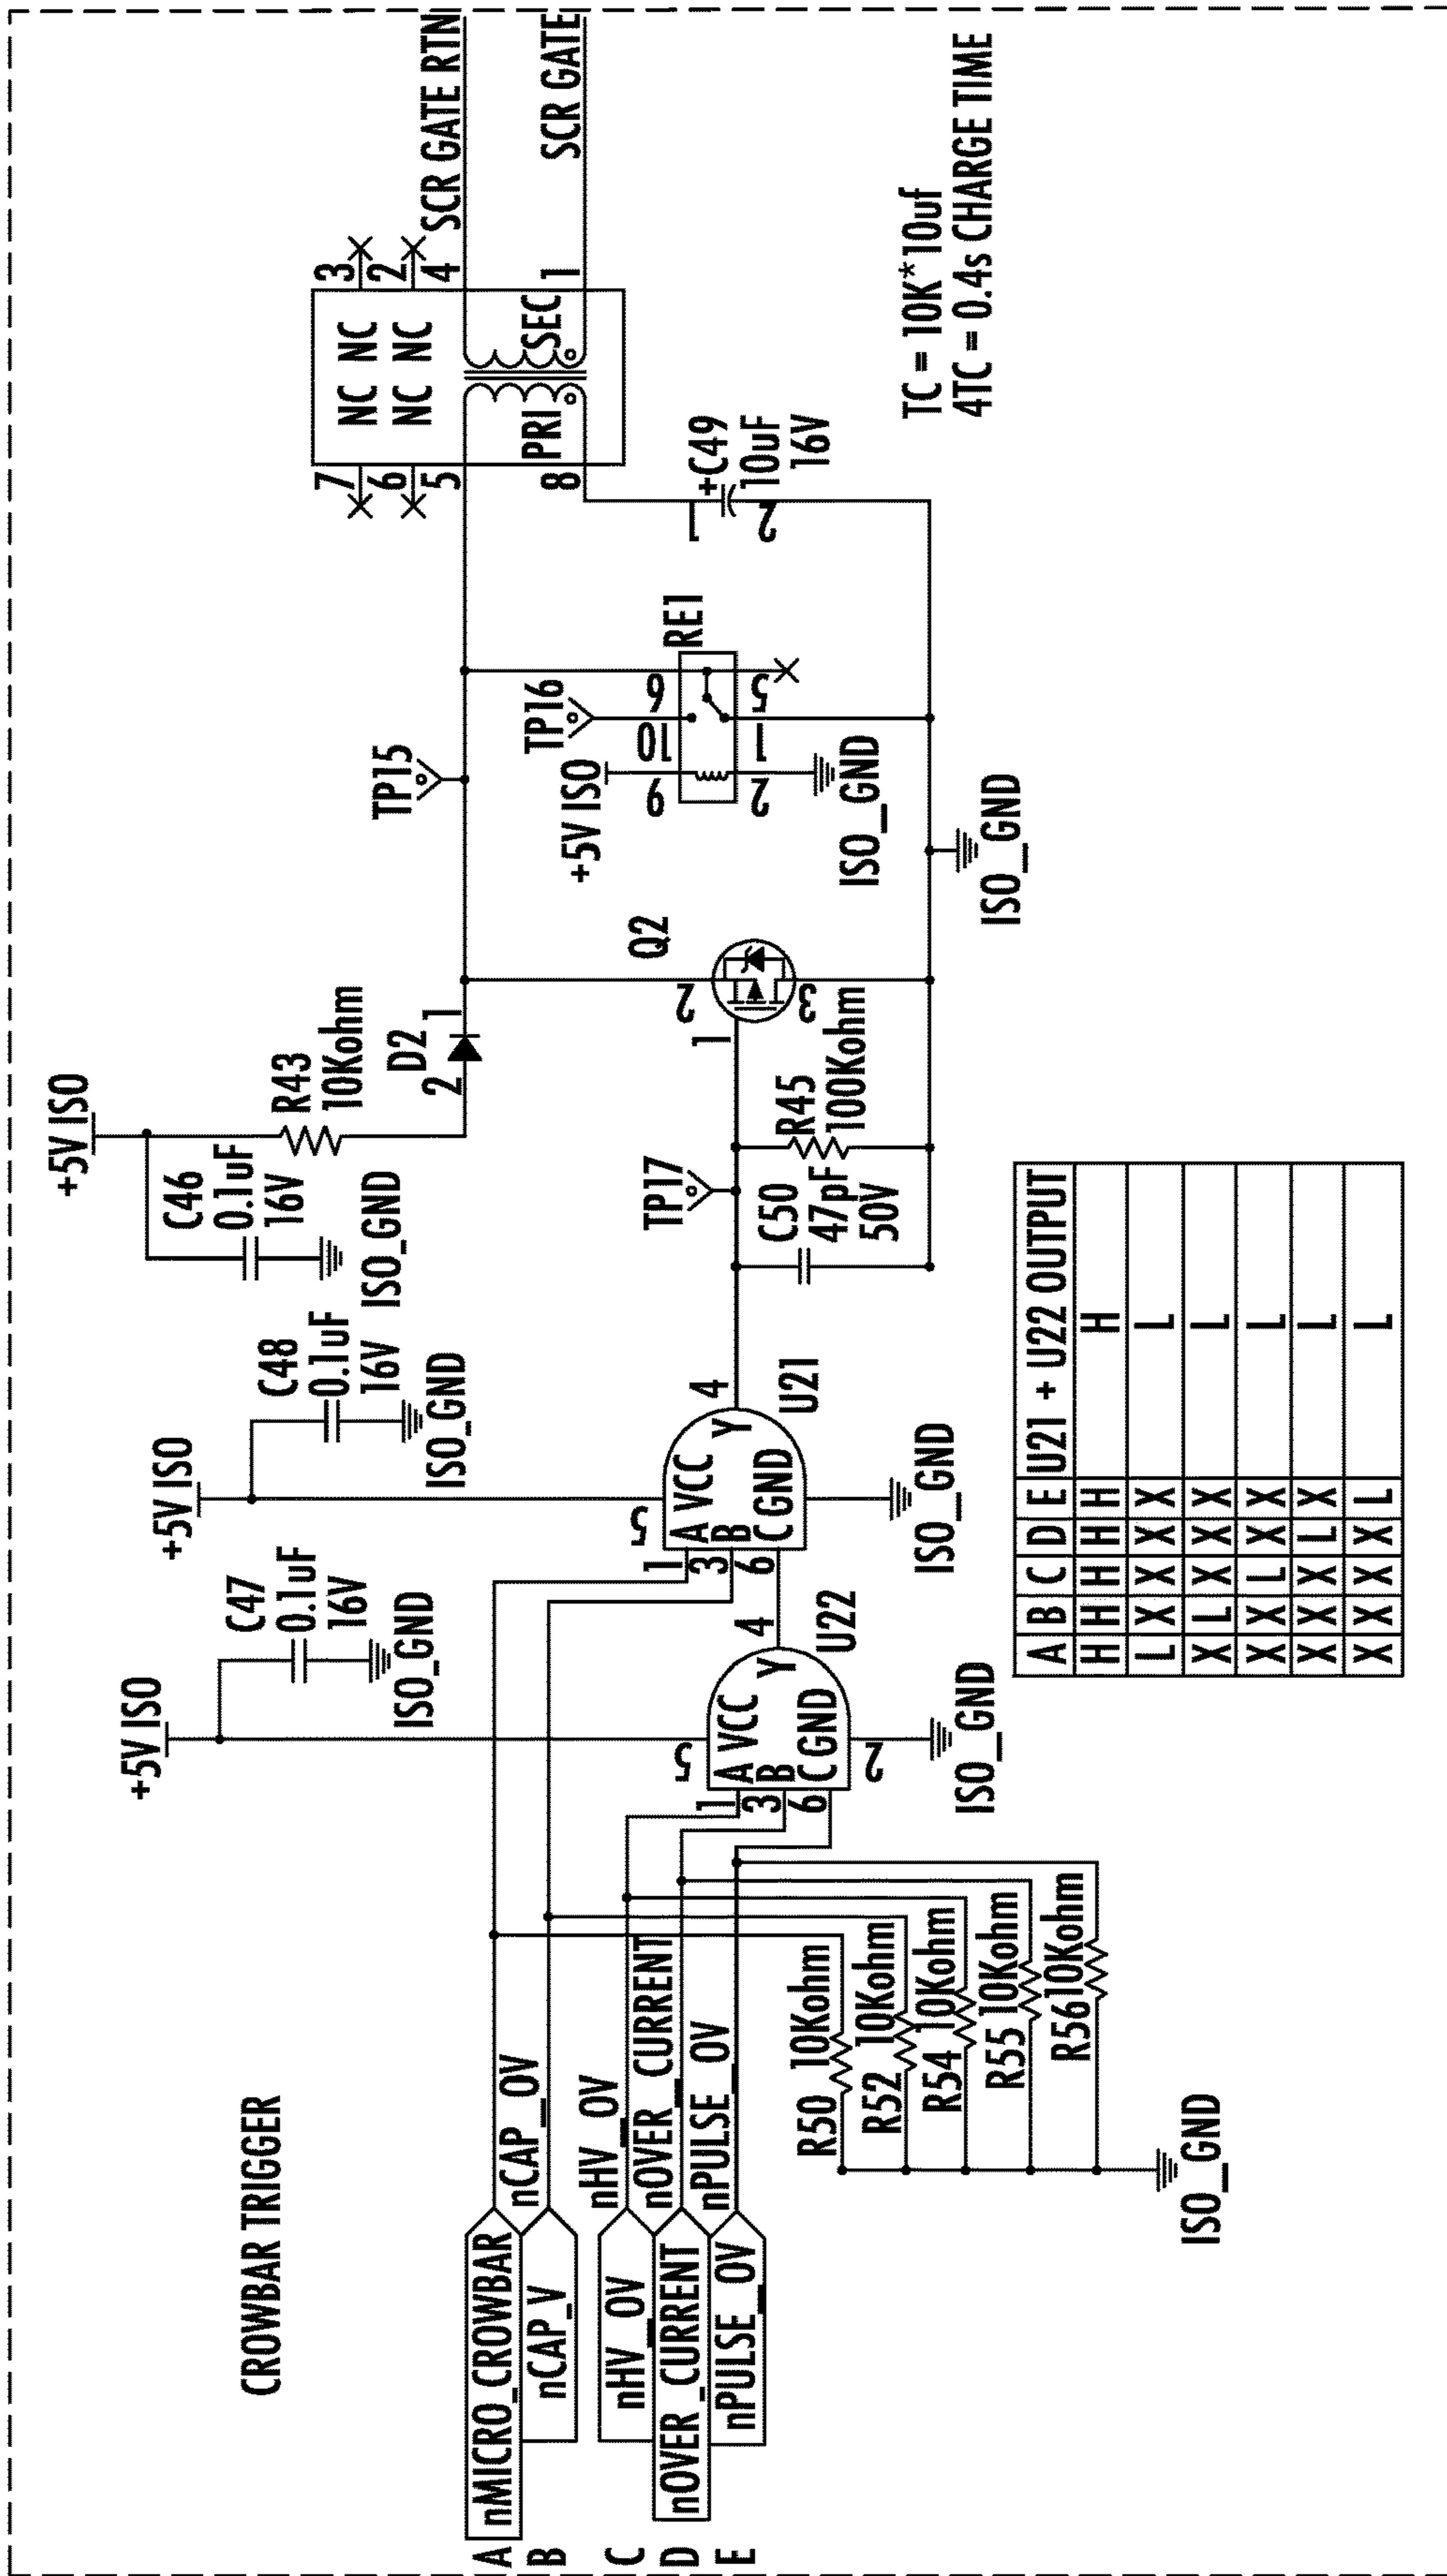 CROWBAR TRIGGER
A
nMICRO_CROWBAR
B
nCAP_V
nCAP_OV
C
nHV_OV
nHV_OV
D
nOVER_CURRENT
nOVER_CURRENT
E
nPULSE_OV
nPULSE_OV
R50 10Kohm
R52 10Kohm
R54 10Kohm
R55 10Kohm
R56 10Kohm
ISO_GND
+5V ISO
C47
0.1uF
16V
ISO_GND
5
1
3
6
A VCC
B
C GND
Y
4
2
U22
ISO_GND
+5V ISO
C48
0.1uF
16V
ISO_GND
5
1
3
6
A VCC
B
C GND
Y
4
U21
ISO_GND
+5V ISO
C46
0.1uF
16V
ISO_GND
R43
10Kohm
D2
2
1
TP17
C50
47pF
50V
R45
100Kohm
Q2
1
2
3
TP15
TP16
+5V ISO
RE1
6
10
9
5
1
2
ISO_GND
ISO_GND
+C49
10uF
16V
1
2
7
6
5
8
NC NC
NC NC
PRI
SEC
3
2
4
1
SCR GATE RTN
SCR GATE
TC = 10K*10uf
4TC = 0.4s CHARGE TIME
A B C D E U21 + U22 OUTPUT
H H H H H H
L X X X X L
X L X X X L
X X L X X L
X X X L X L
X X X X L L